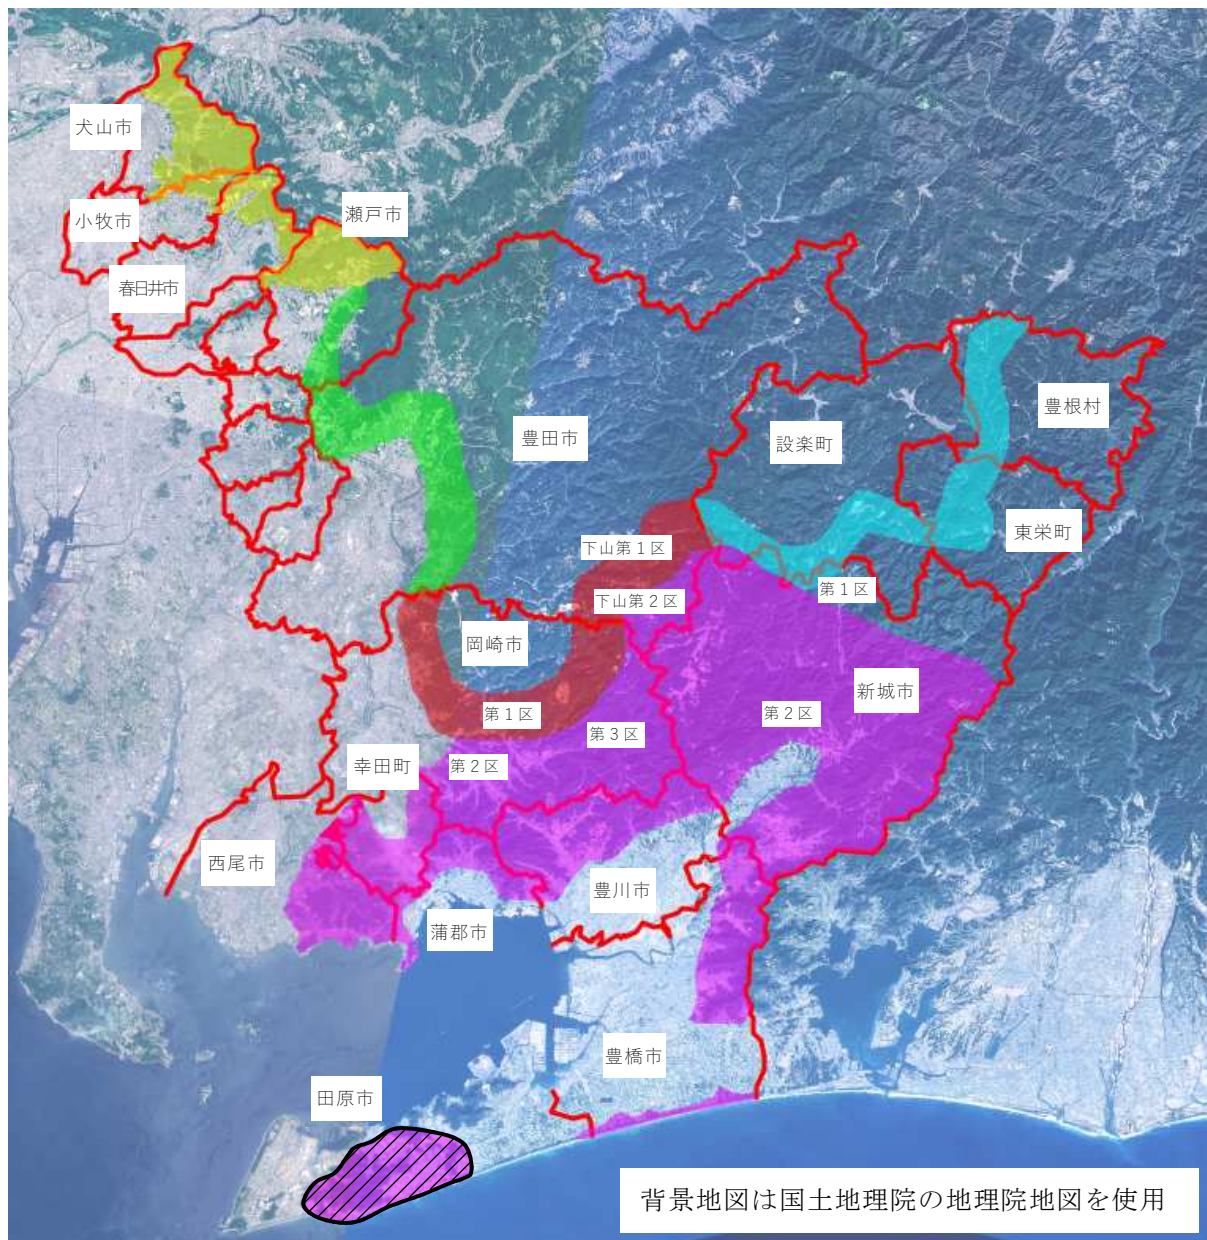 犬山市
小牧市
瀬戸市
春日井市
豊根村
豊田市
設楽町
東栄町
下山第1区
第1区
下山第2区
岡崎市
新城市
第1区
第2区
第3区
幸田町
第2区
西尾市
豊川市
蒲郡市
豊橋市
田原市
背景地図は国土地理院の地理院地図を使用